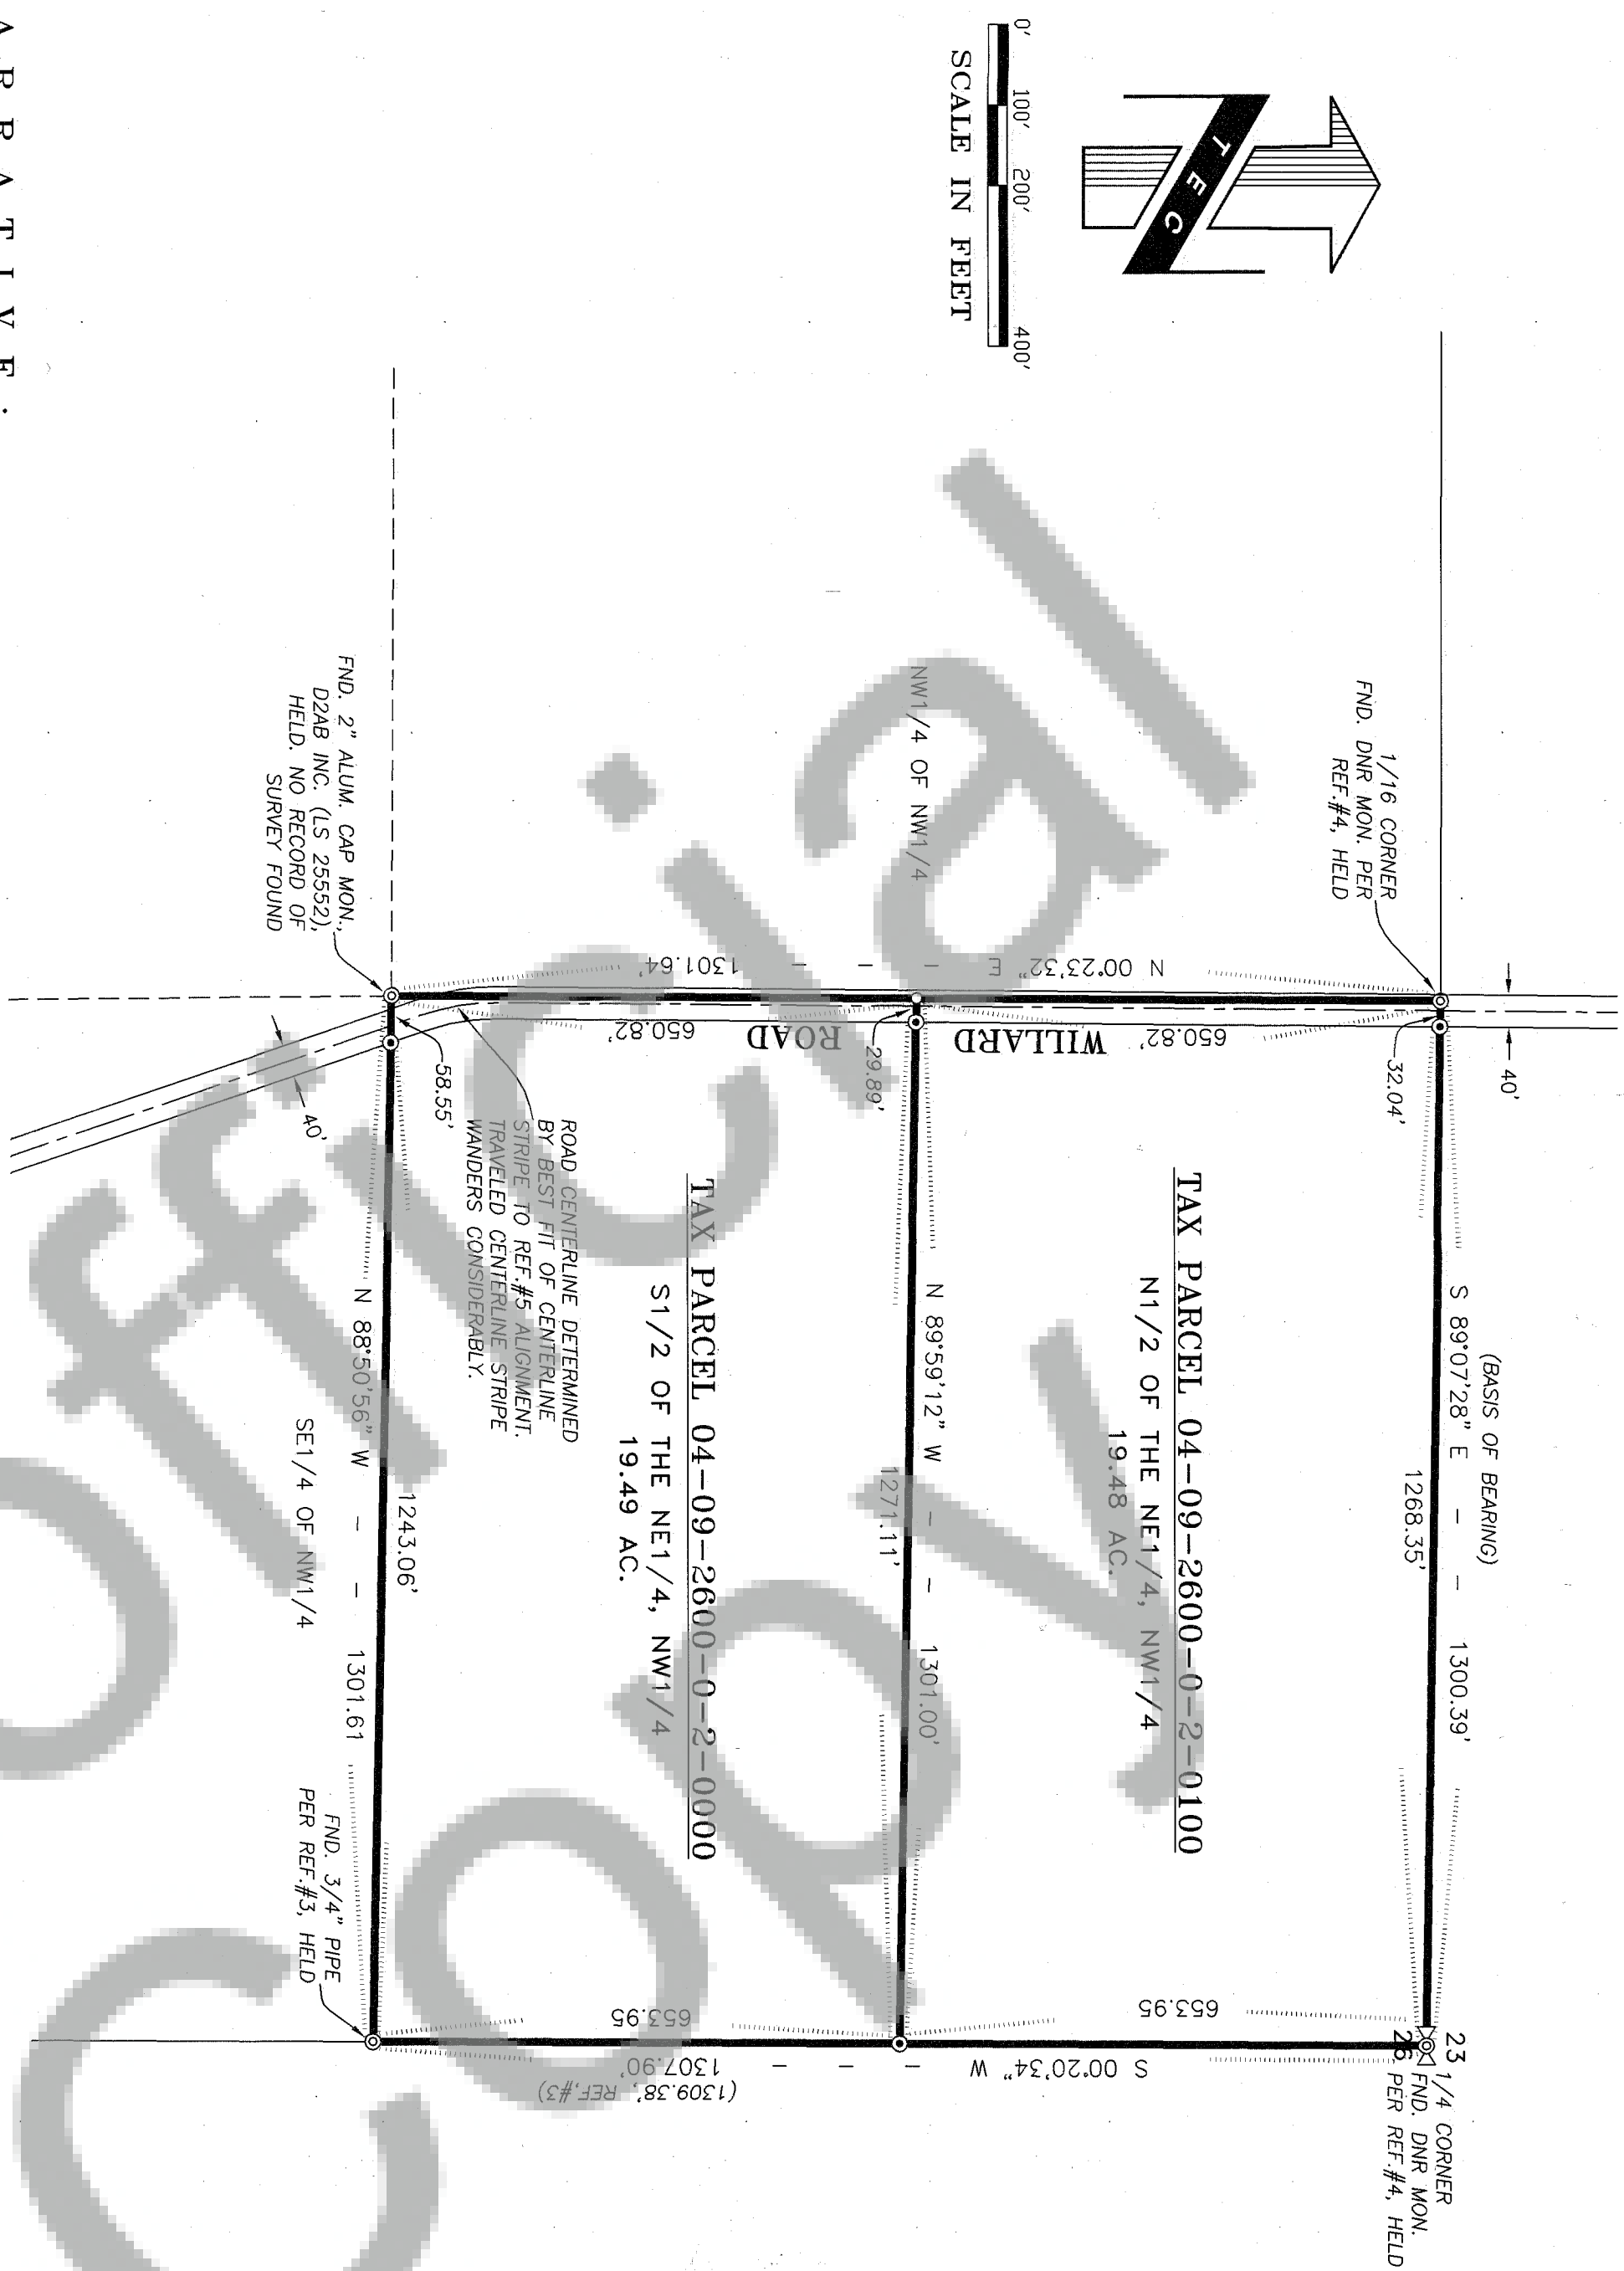 TEC
0' 100' 200' 400'
SCALE IN FEET
1/16 CORNER
FND. DNR MON. PER
REF.#4, HELD
40'
32.04'
(BASIS OF BEARING)
S 89°07'28" E — — 1300.39'
1268.35'
23
26
1/4 CORNER
FND. DNR MON.
PER REF.#4, HELD
N 00°23'32" E — — — 1301.64'
650.82'
WILLARD ROAD
650.82'
TAX PARCEL 04-09-2600-0-2-0100
N1/2 OF THE NE1/4, NW1/4
19.48 AC.
653.95
S 00°20'34" W — — — 1307.90'
(1309.38', REF.#3)
653.95
NW1/4 OF NW1/4
29.89'
N 89°59'12" W — — 1301.00'
1271.11'
TAX PARCEL 04-09-2600-0-2-0000
S1/2 OF THE NE1/4, NW1/4
19.49 AC.
ROAD CENTERLINE DETERMINED
BY BEST FIT OF CENTERLINE
STRIPE TO REF.#5 ALIGNMENT.
TRAVELED CENTERLINE STRIPE
WANDERS CONSIDERABLY.
58.55'
1243.06'
N 88°50'56" W — — 1301.61
40'
FND. 2" ALUM. CAP MON.,
D2AB INC. (LS 25552),
HELD. NO RECORD OF
SURVEY FOUND
SE1/4 OF NW1/4
FND. 3/4" PIPE
PER REF.#3, HELD
ARRATIVE:
Official
Copy